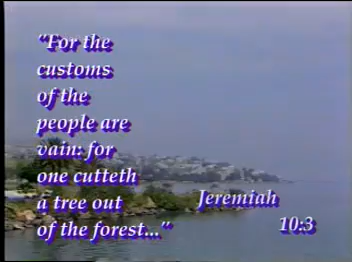 "For the
customs
of the
people are
vain: for
one cutteth
a tree out
of the forest..."
Jeremiah
10:3